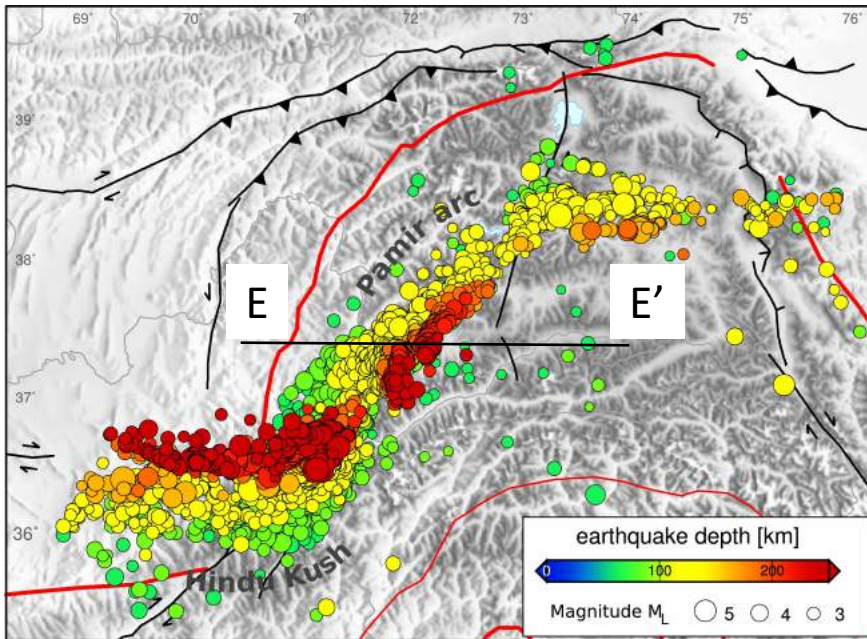 69° 70° 71° 72° 73° 74° 75° 76°
39°
38°
37°
36°
Pamir arc
E E’
Hindu Kush
earthquake depth [km]
0 100 200
Magnitude M_L 5 4 3